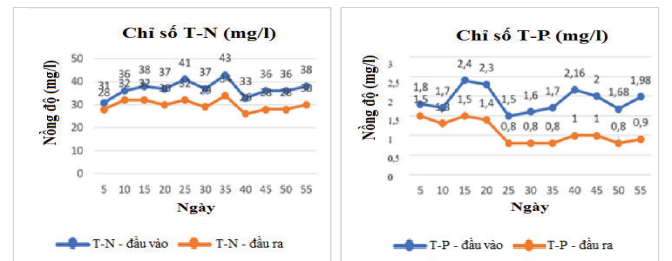 Chỉ số T-N (mg/l)
Nồng độ (mg/l)
50
40
30
20
10
0
31 36 38 37 41 37 43 33 36 36 38
28 32 32
5 10 15 20 25 30 35 40 45 50 55
Ngày
T-N - đầu vào T-N - đầu ra
Chỉ số T-P (mg/l)
Nồng độ (mg/l)
3
2,5
2
1,5
1
0,5
0
1,8 1,7 2,4 2,3 1,5 1,6 1,7 2,16 2 1,68 1,98
1,5 1,5 1,4 0,8 0,8 0,8 1 1 0,8 0,9
5 10 15 20 25 30 35 40 45 50 55
Ngày
T-P - đầu vào T-P - đầu ra